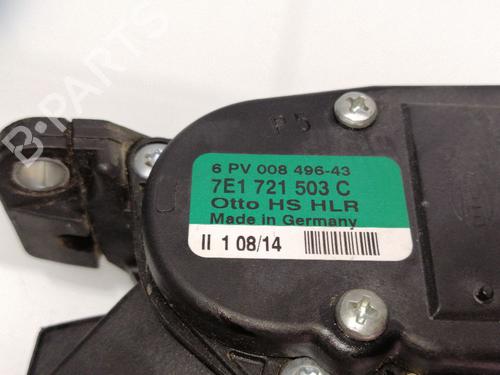 B-PARTS
P5
6 PV 008 496-43
7E1 721 503 C
Otto HS HLR
Made in Germany
II 1 08/14